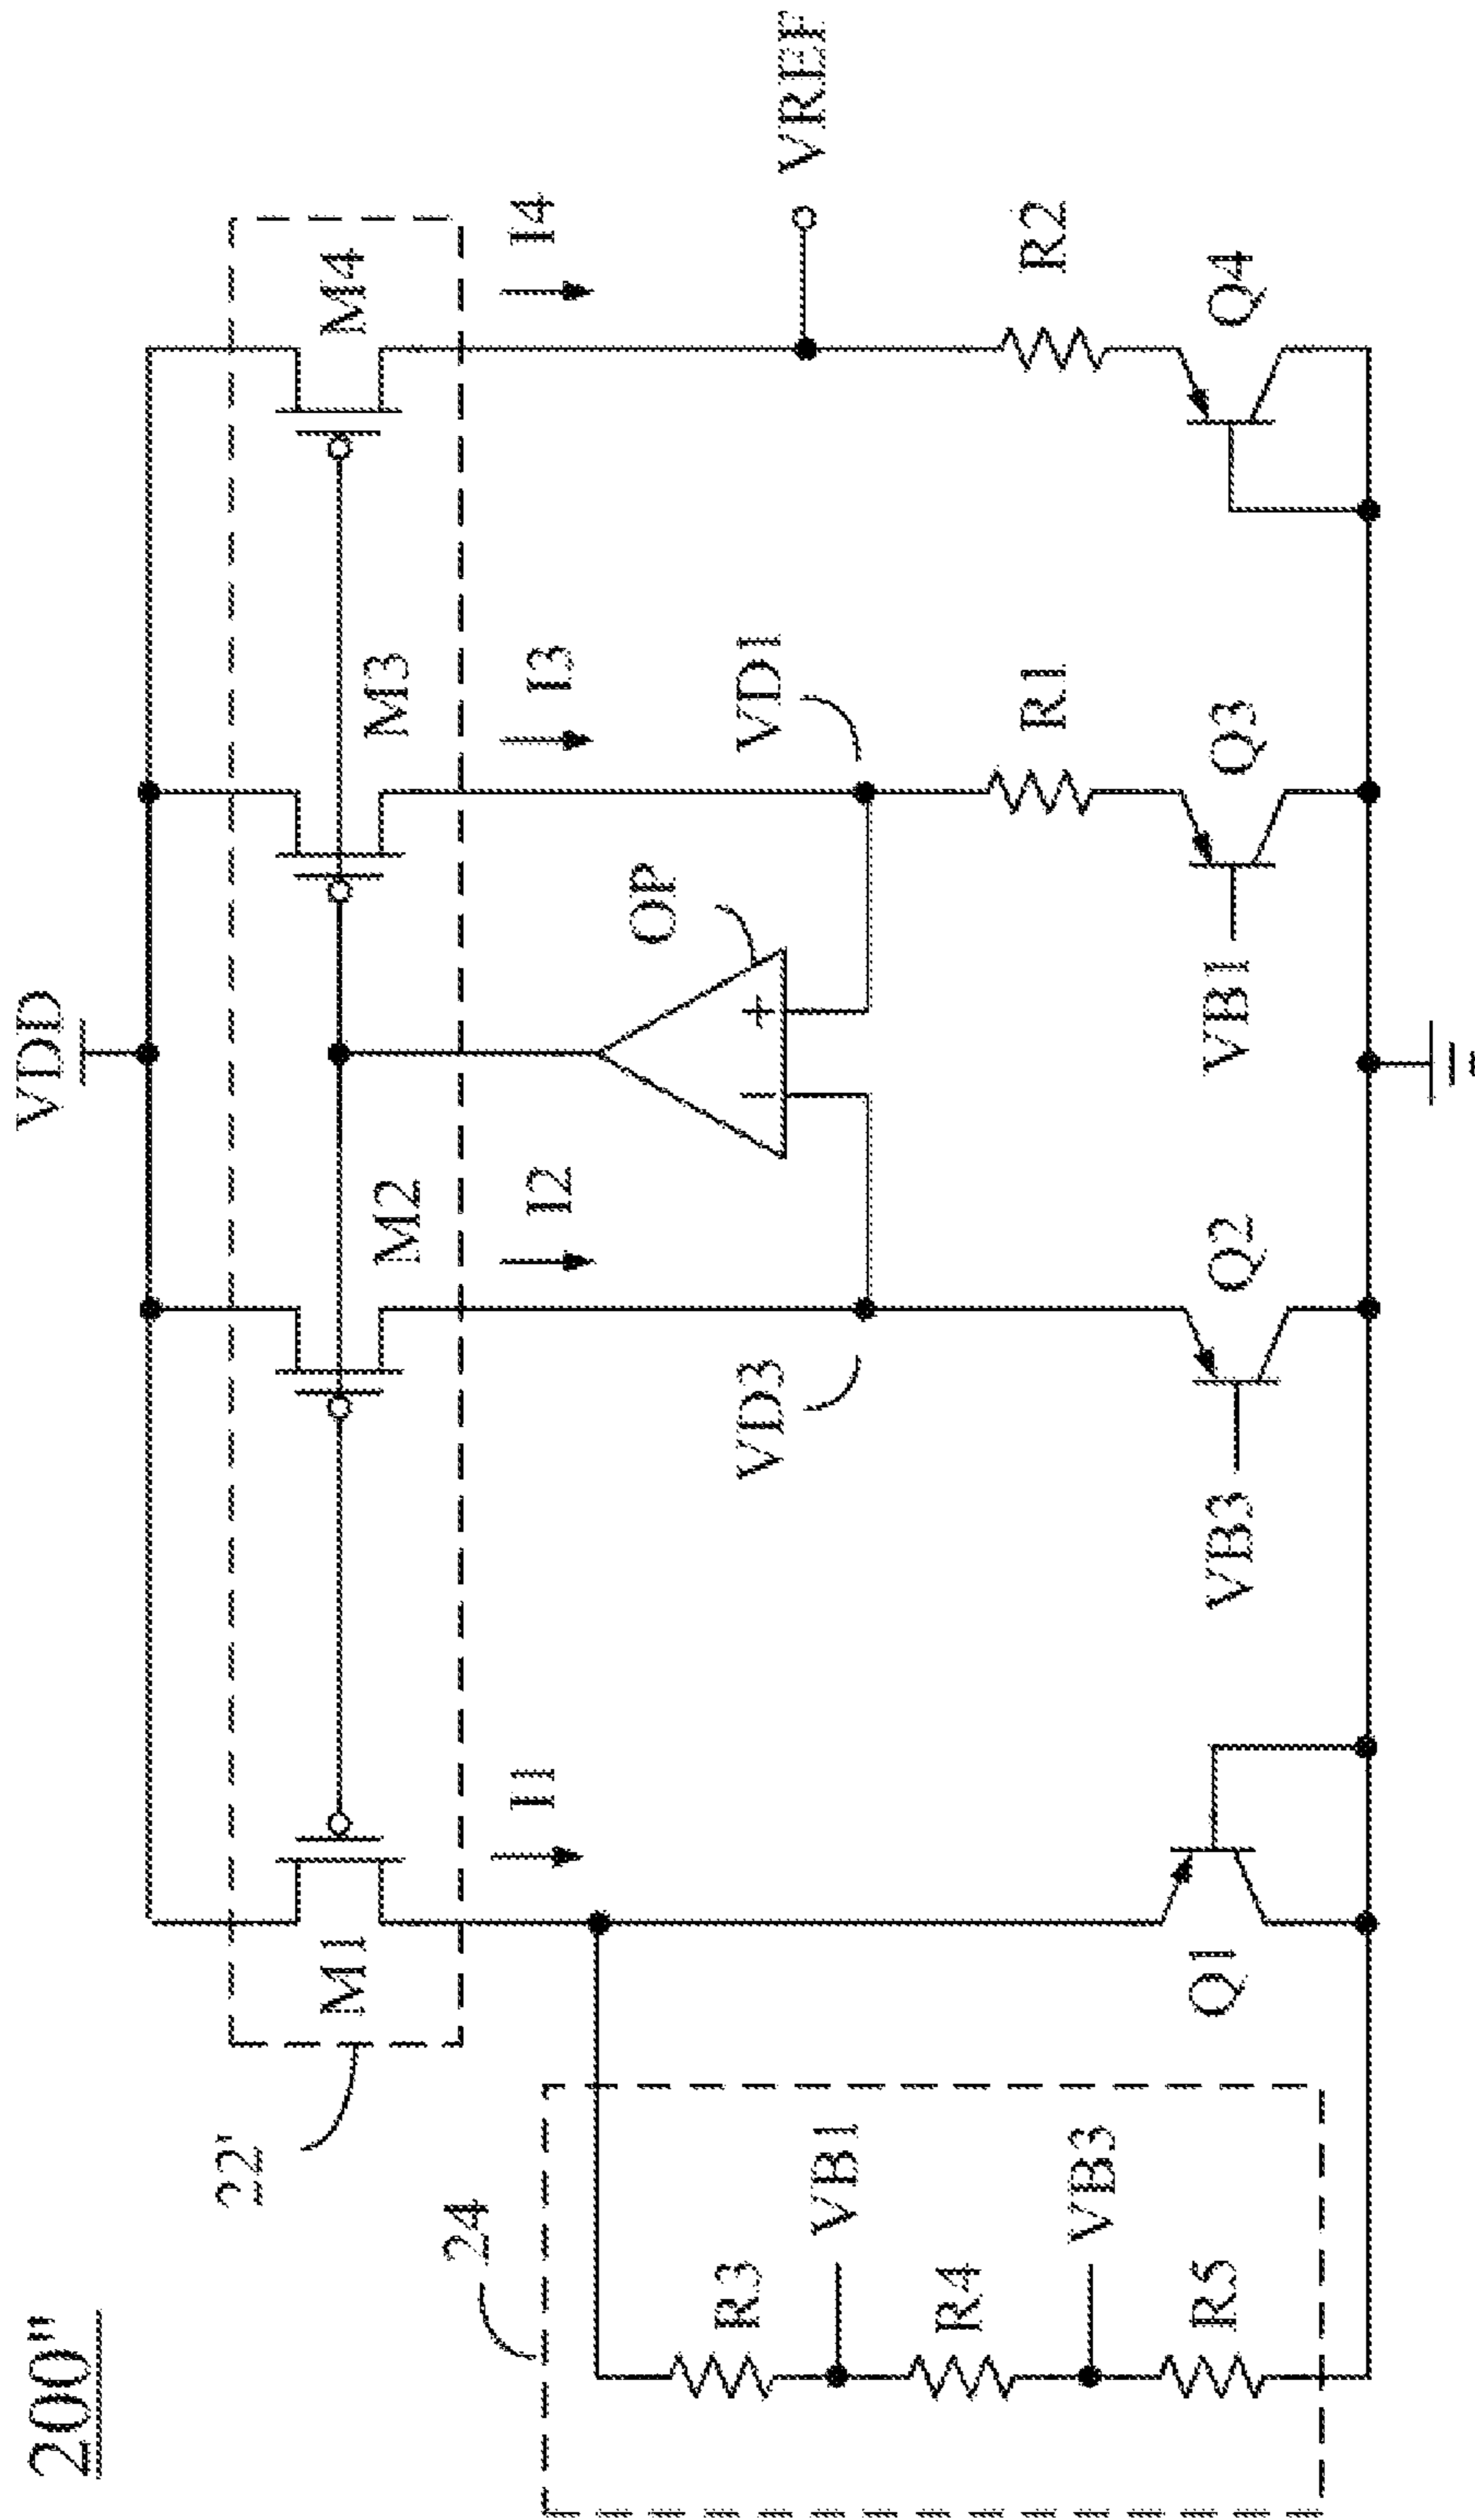 200"
VDD
22'
M1
M2
M3
M4
I1
I2
I3
I4
24
OP
-
+
VD3
VD1
VREF
R3
VB1
R4
VB3
R5
Q1
VB3
Q2
VB1
Q3
R1
R2
Q4